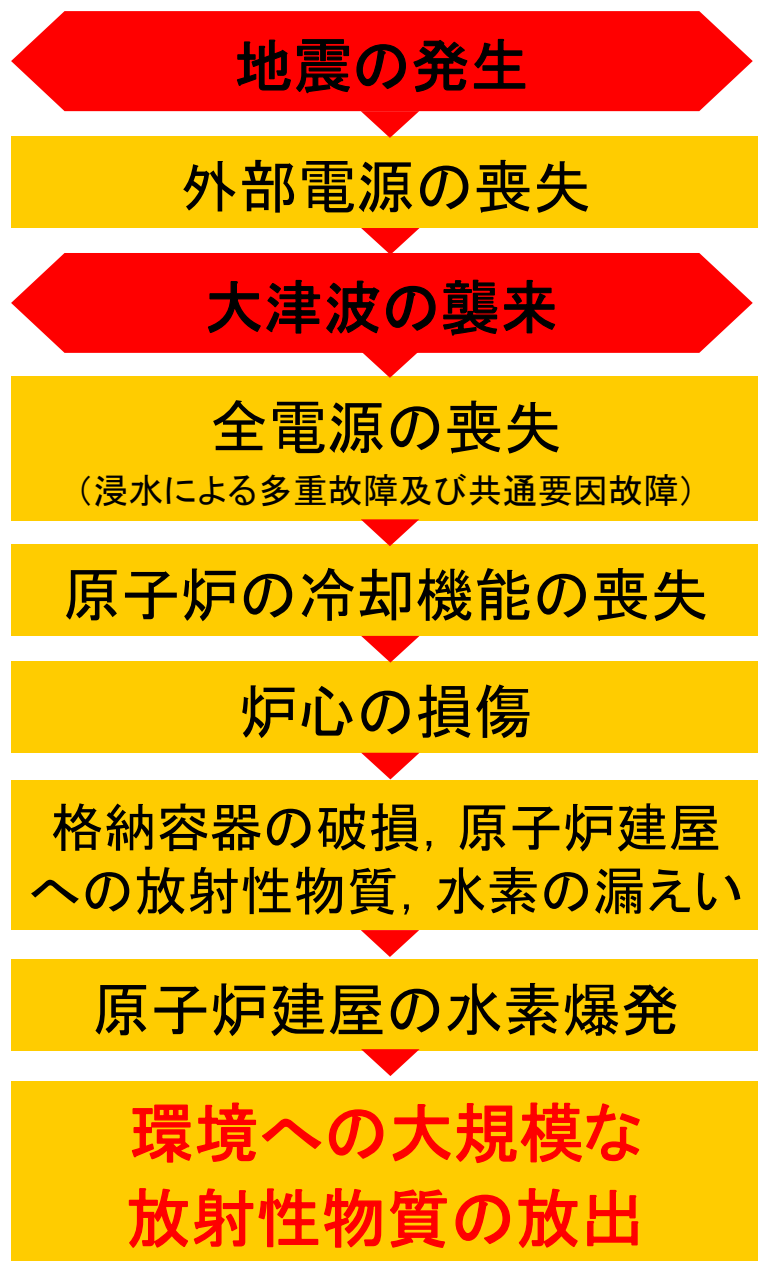 地震の発生
外部電源の喪失
大津波の襲来
全電源の喪失
（浸水による多重故障及び共通要因故障）
原子炉の冷却機能の喪失
炉心の損傷
格納容器の破損，原子炉建屋
への放射性物質，水素の漏えい
原子炉建屋の水素爆発
環境への大規模な
放射性物質の放出